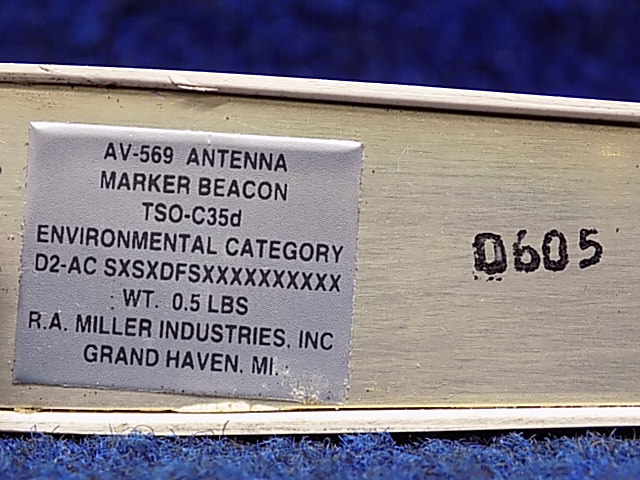 AV-569 ANTENNA
MARKER BEACON
TSO-C35d
ENVIRONMENTAL CATEGORY
D2-AC SXSXDFSXXXXXXXXXX
WT. 0.5 LBS
R.A. MILLER INDUSTRIES, INC
GRAND HAVEN, MI.
0605